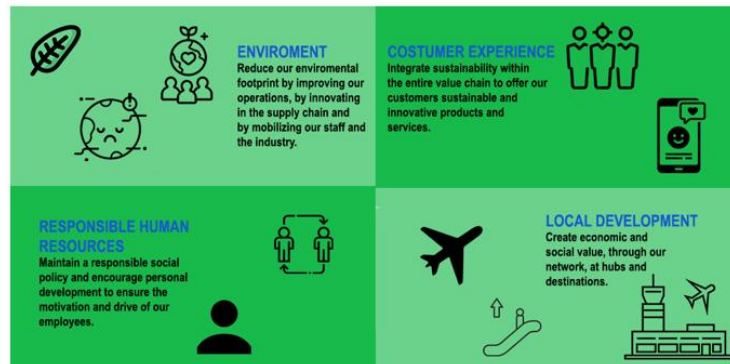 ENVIROMENT
Reduce our enviromental
footprint by improving our
operations, by innovating
in the supply chain and
by mobilizing our staff and
the industry.
COSTUMER EXPERIENCE
Integrate sustainability within
the entire value chain to offer our
customers sustainable and
innovative products and
services.
RESPONSIBLE HUMAN
RESOURCES
Maintain a responsible social
policy and encourage personal
development to ensure the
motivation and drive of our
employees.
LOCAL DEVELOPMENT
Create economic and
social value, through our
network, at hubs and
destinations.